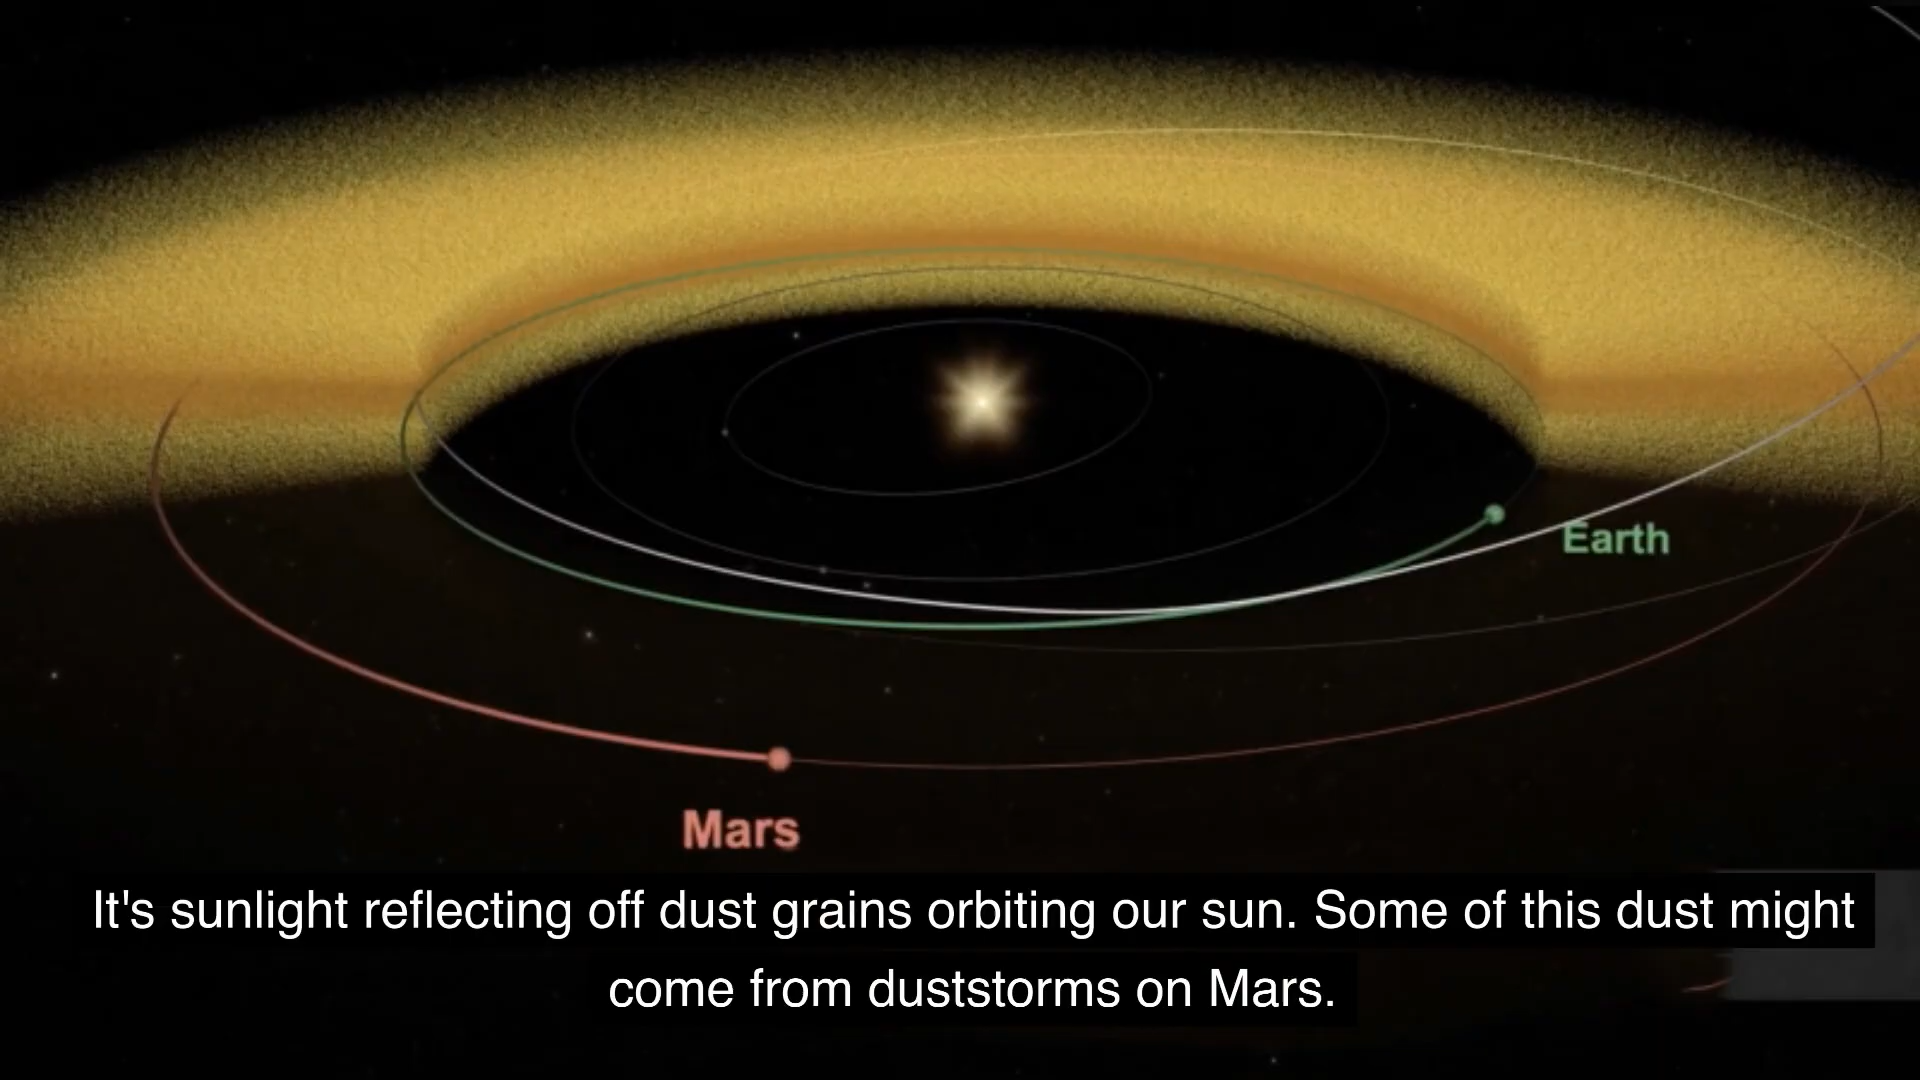 Earth
Mars
It's sunlight reflecting off dust grains orbiting our sun. Some of this dust might
come from duststorms on Mars.